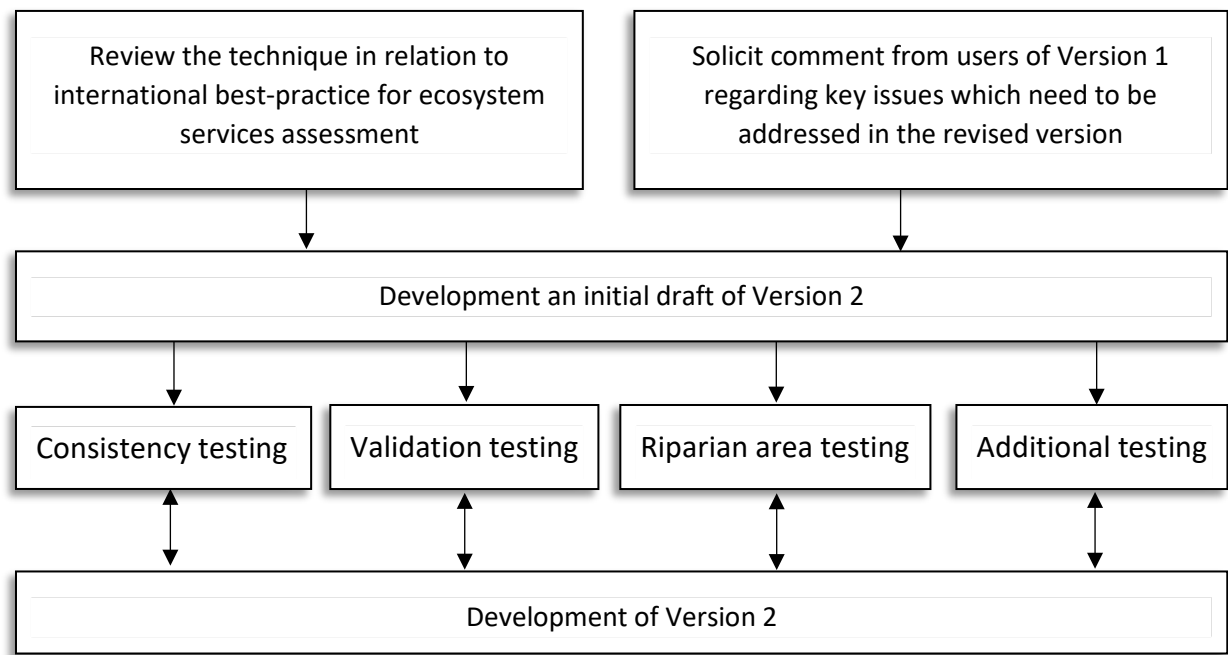 Review the technique in relation to
international best-practice for ecosystem
services assessment
Solicit comment from users of Version 1
regarding key issues which need to be
addressed in the revised version
Development an initial draft of Version 2
Consistency testing
Validation testing
Riparian area testing
Additional testing
Development of Version 2